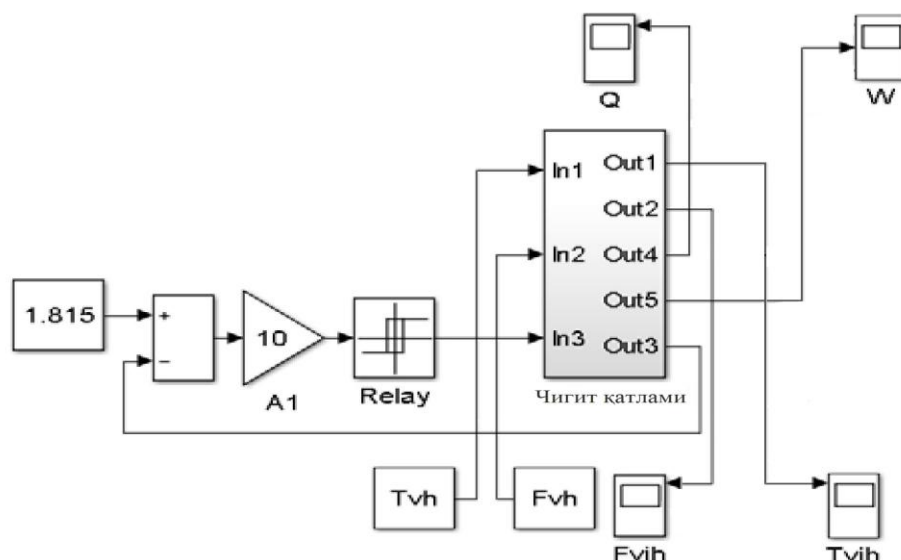 Q
W
In1
Out1
Out2
In2
Out4
Out5
In3
Out3
1.815
+
−
10
A1
Relay
Чигит қатлами
Tvh
Fvh
Fvih
Tvih